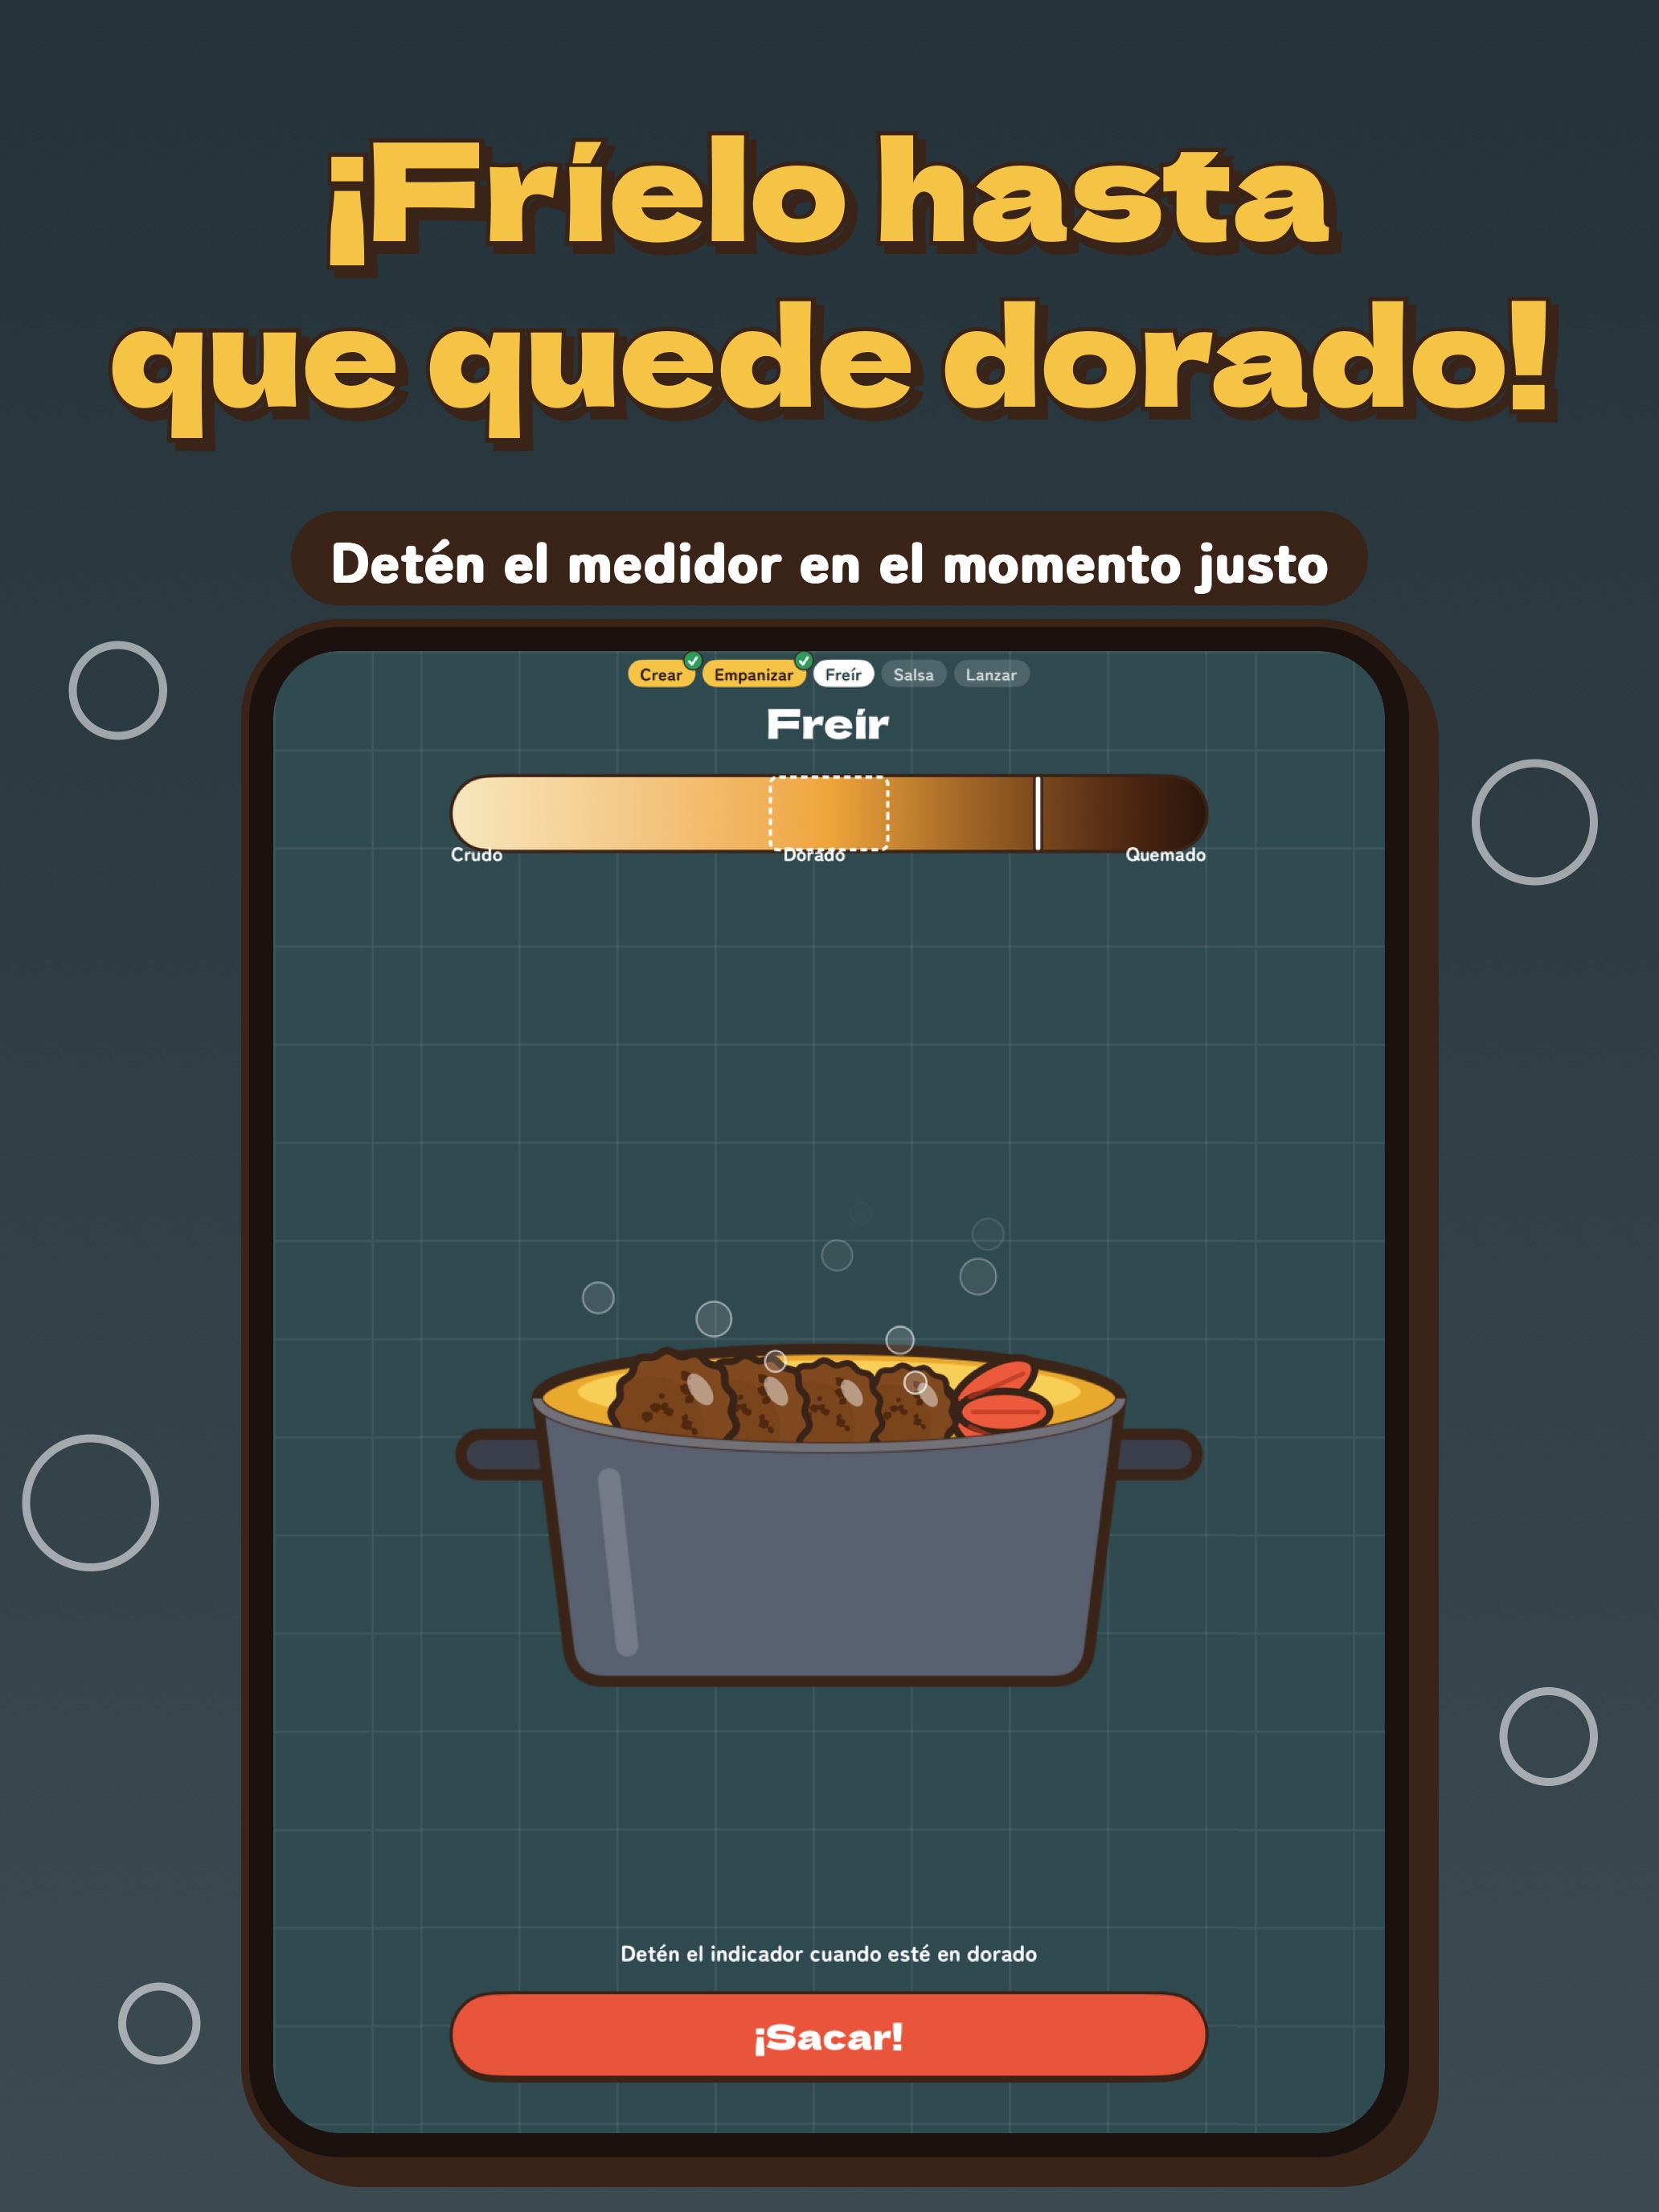 ¡Fríelo hasta
que quede dorado!
Detén el medidor en el momento justo
Crear Empanizar Freír Salsa Lanzar
Freír
Crudo Dorado Quemado
Detén el indicador cuando esté en dorado
¡Sacar!